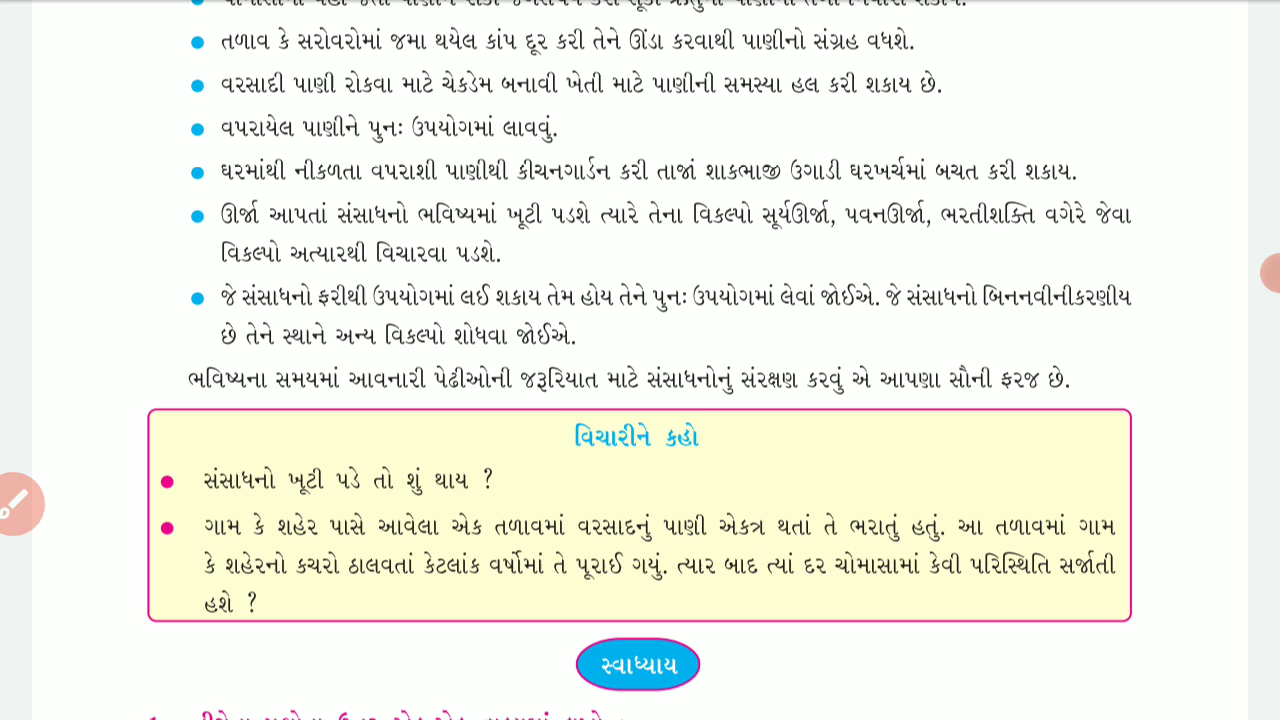 તળાવ કે સરોવરોમાં જમા થયેલ કાંપ દૂર કરી તેને ઊંડા કરવાથી પાણીનો સંગ્રહ વધશે.
વરસાદી પાણી રોકવા માટે ચેકડેમ બનાવી ખેતી માટે પાણીની સમસ્યા હલ કરી શકાય છે.
વપરાયેલ પાણીને પુનઃ ઉપયોગમાં લાવવું.
ઘરમાંથી નીકળતા વપરાશી પાણીથી કીચનગાર્ડન કરી તાજાં શાકભાજી ઉગાડી ઘરખર્ચમાં બચત કરી શકાય.
ઊર્જા આપતાં સંસાધનો ભવિષ્યમાં ખૂટી પડશે ત્યારે તેના વિકલ્પો સૂર્યઊર્જા, પવનઊર્જા, ભરતીશક્તિ વગેરે જેવા
વિકલ્પો અત્યારથી વિચારવા પડશે.
જે સંસાધનો ફરીથી ઉપયોગમાં લઈ શકાય તેમ હોય તેને પુનઃ ઉપયોગમાં લેવાં જોઈએ. જે સંસાધનો બિનનવીનીકરણીય
છે તેને સ્થાને અન્ય વિકલ્પો શોધવા જોઈએ.
ભવિષ્યના સમયમાં આવનારી પેઢીઓની જરૂરિયાત માટે સંસાધનોનું સંરક્ષણ કરવું એ આપણા સૌની ફરજ છે.
વિચારીને કહો
સંસાધનો ખૂટી પડે તો શું થાય ?
ગામ કે શહેર પાસે આવેલા એક તળાવમાં વરસાદનું પાણી એકત્ર થતાં તે ભરાતું હતું. આ તળાવમાં ગામ
કે શહેરનો કચરો ઠાલવતાં કેટલાંક વર્ષોમાં તે પૂરાઈ ગયું. ત્યાર બાદ ત્યાં દર ચોમાસામાં કેવી પરિસ્થિતિ સર્જાતી
હશે ?
સ્વાધ્યાય